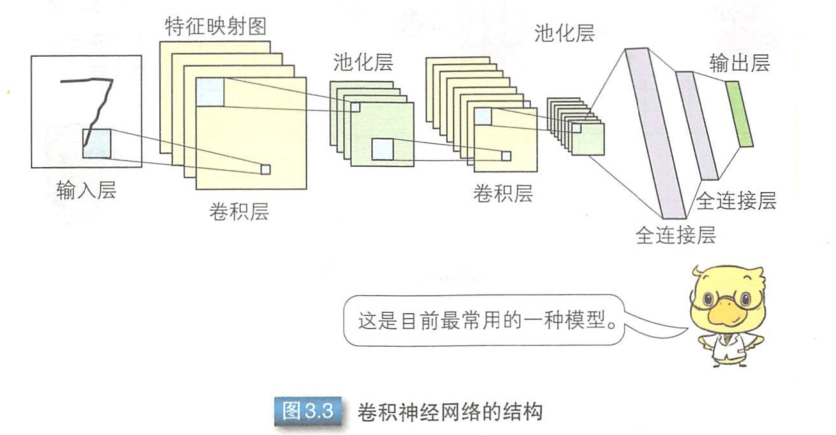 特征映射图
池化层
池化层
输出层
输入层
卷积层
卷积层
全连接层
全连接层
这是目前最常用的一种模型。
图3.3 卷积神经网络的结构